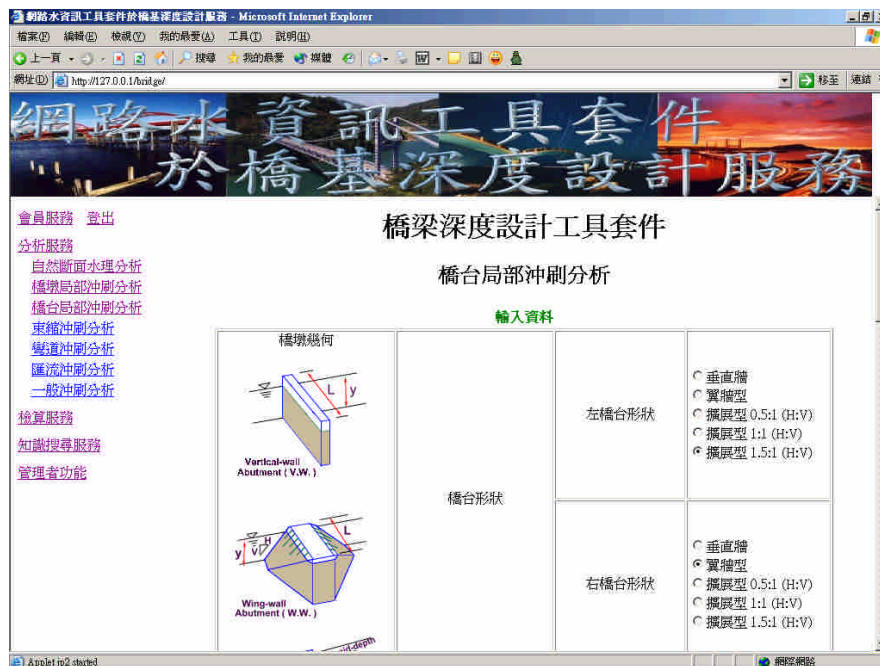 網路水資訊工具套件於橋基深度設計服務 - Microsoft Internet Explorer
檔案(F) 編輯(E) 檢視(V) 我的最愛(A) 工具(T) 說明(H)
上一頁 搜尋 我的最愛 媒體
網址(D) http://127.0.0.1/bridge/ 移至 連結
網路水資訊工具套件
於橋基深度設計服務
會員服務 登出
分析服務
自然斷面水理分析
橋墩局部沖刷分析
橋台局部沖刷分析
束縮沖刷分析
彎道沖刷分析
匯流沖刷分析
一般沖刷分析
檢算服務
知識搜尋服務
管理者功能
橋梁深度設計工具套件
橋台局部沖刷分析
輸入資料
橋墩幾何
L y
Vertical-wall
Abutment ( V.W. )
y V H L
Wing-wall
Abutment ( W.W. )
橋台形狀
左橋台形狀
垂直牆
翼牆型
擴展型 0.5:1 (H:V)
擴展型 1:1 (H:V)
擴展型 1.5:1 (H:V)
右橋台形狀
垂直牆
翼牆型
擴展型 0.5:1 (H:V)
擴展型 1:1 (H:V)
擴展型 1.5:1 (H:V)
Applet jp2 started 網際網路